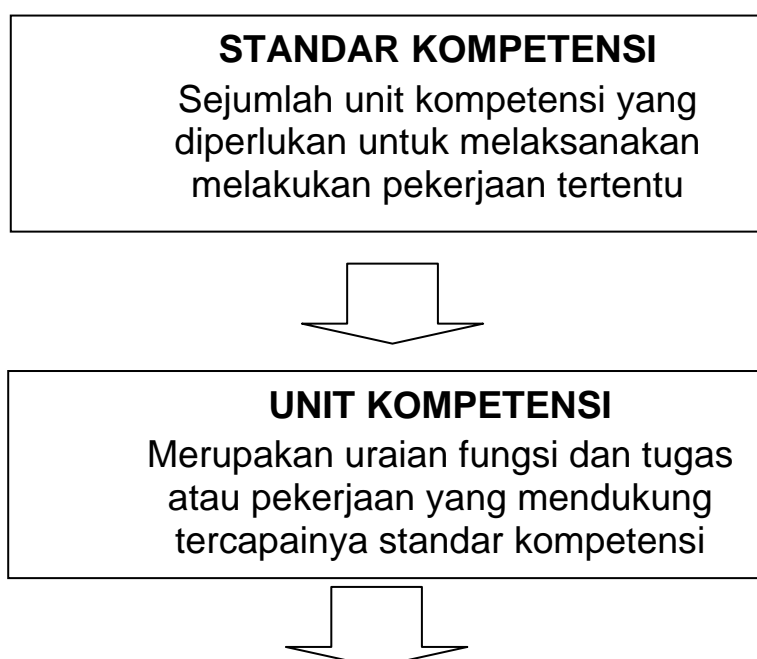 STANDAR KOMPETENSI
Sejumlah unit kompetensi yang
diperlukan untuk melaksanakan
melakukan pekerjaan tertentu
UNIT KOMPETENSI
Merupakan uraian fungsi dan tugas
atau pekerjaan yang mendukung
tercapainya standar kompetensi